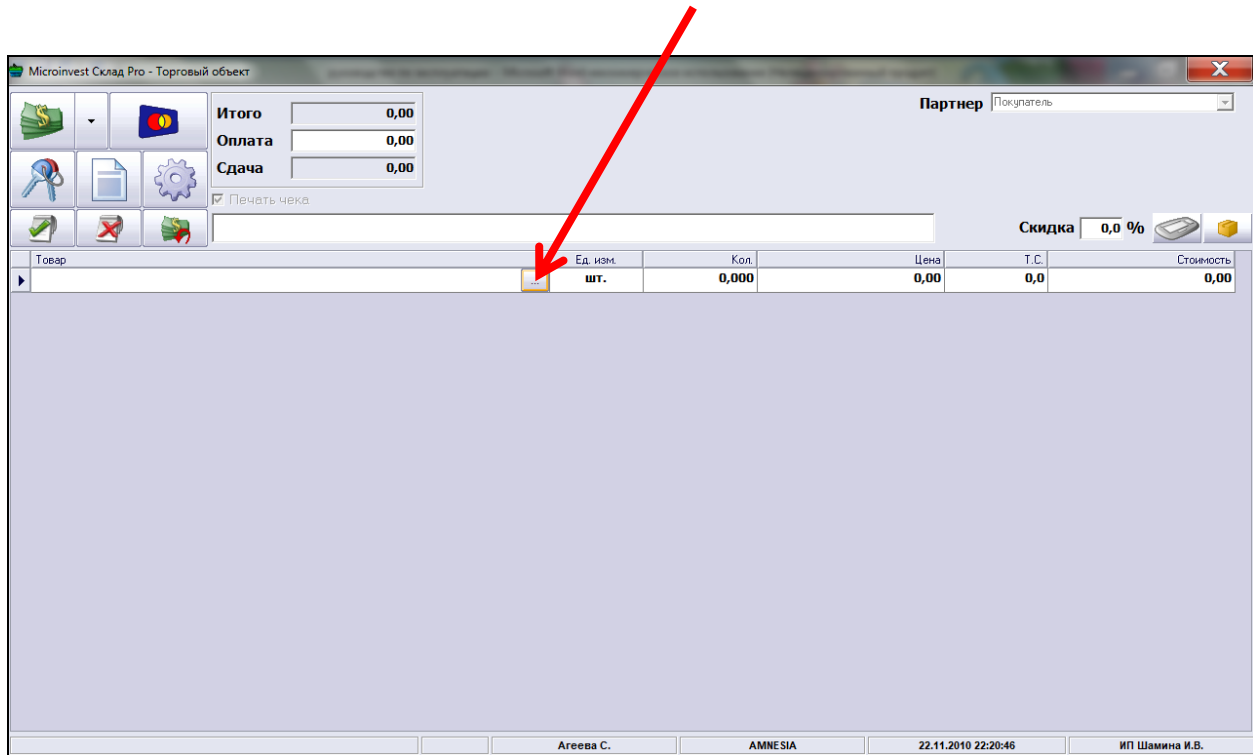 Microinvest Склад Pro - Торговый объект
Итого 0,00
Партнер Покупатель
Оплата 0,00
Сдача 0,00
Печать чека
Скидка 0,0 %
Товар Ед. изм. Кол. Цена Т.С. Стоимость
... шт. 0,000 0,00 0,0 0,00
Агеева С. AMNESIA 22.11.2010 22:20:46 ИП Шамина И.В.